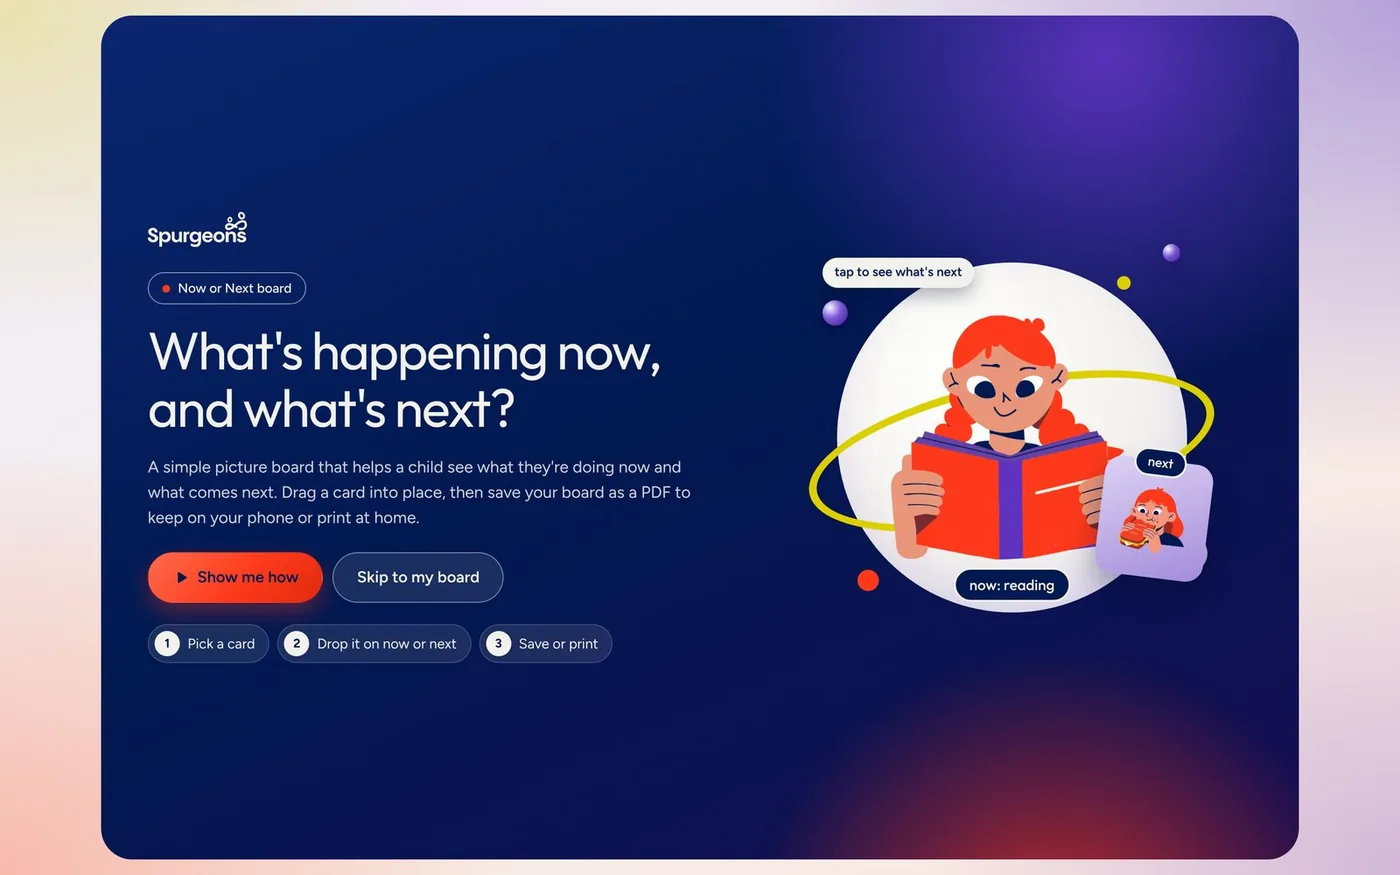 Spurgeons
Now or Next board
What's happening now,
and what's next?
A simple picture board that helps a child see what they're doing now and
what comes next. Drag a card into place, then save your board as a PDF to
keep on your phone or print at home.
Show me how
Skip to my board
1 Pick a card
2 Drop it on now or next
3 Save or print
tap to see what's next
next
now: reading